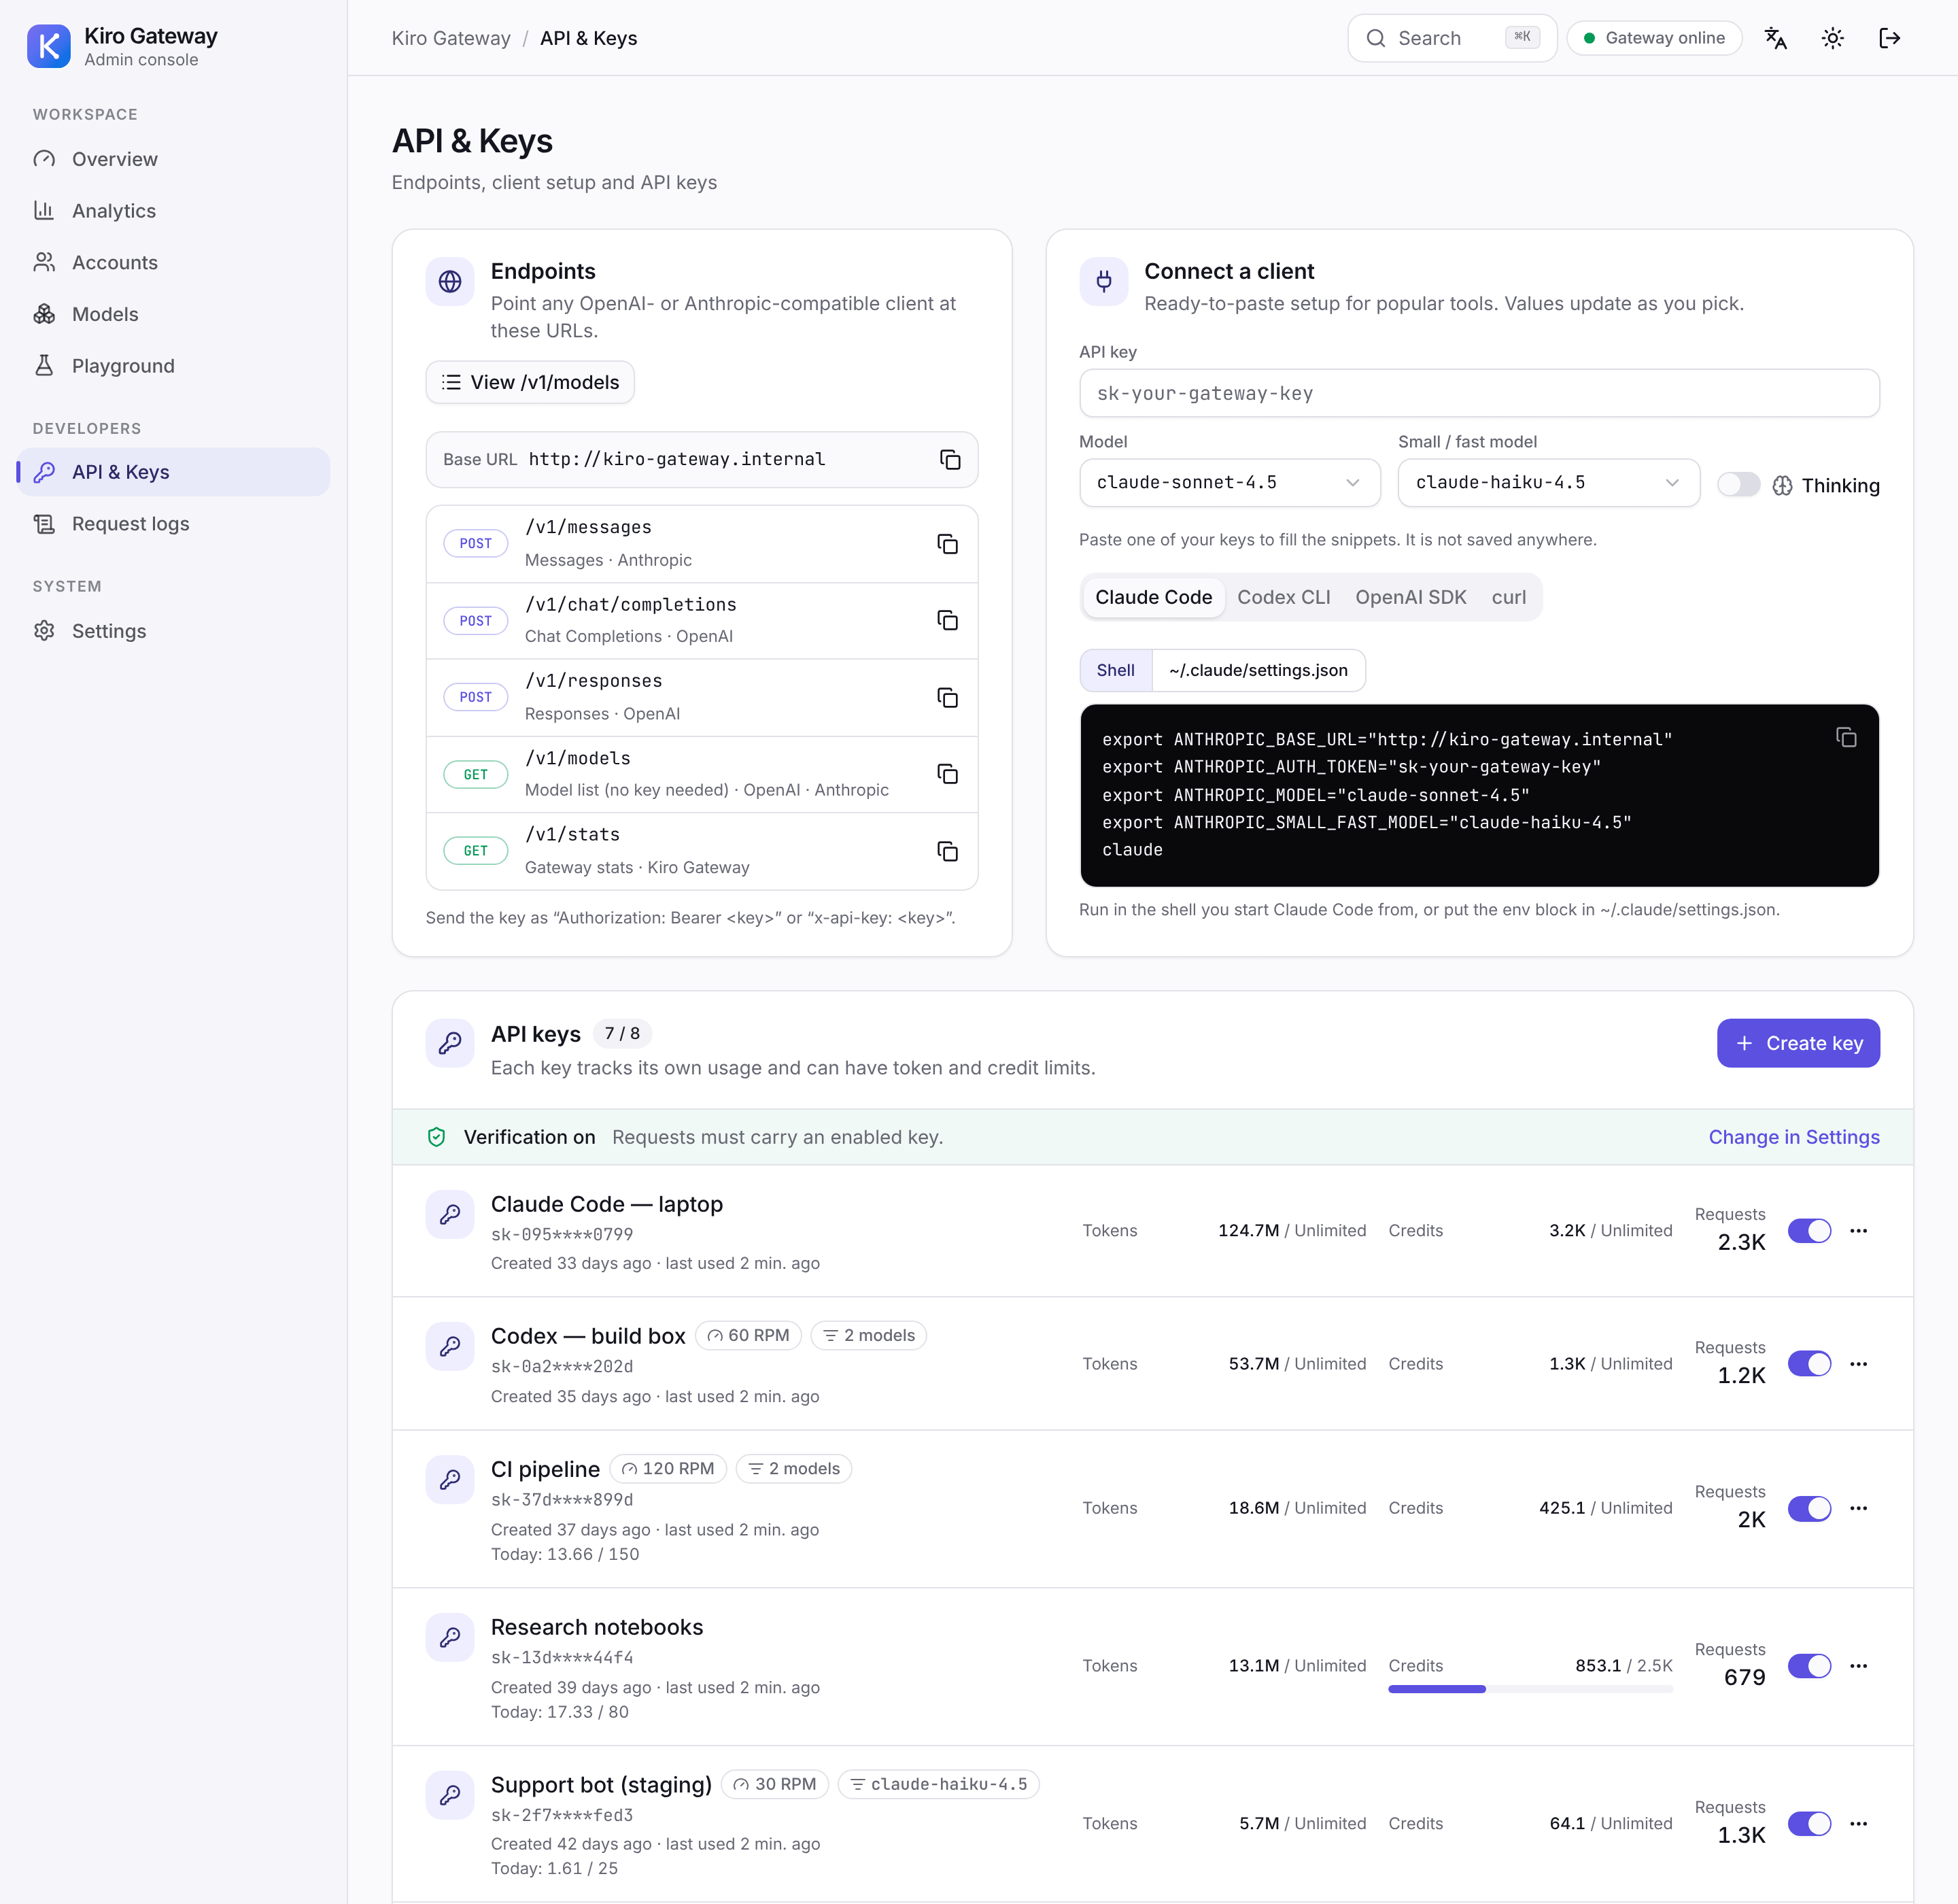 Kiro Gateway
Admin console
WORKSPACE
Overview
Analytics
Accounts
Models
Playground
DEVELOPERS
API & Keys
Request logs
SYSTEM
Settings
Kiro Gateway / API & Keys
Search ⌘K
Gateway online
API & Keys
Endpoints, client setup and API keys
Endpoints
Point any OpenAI- or Anthropic-compatible client at
these URLs.
View /v1/models
Base URL http://kiro-gateway.internal
POST
/v1/messages
Messages · Anthropic
POST
/v1/chat/completions
Chat Completions · OpenAI
POST
/v1/responses
Responses · OpenAI
GET
/v1/models
Model list (no key needed) · OpenAI · Anthropic
GET
/v1/stats
Gateway stats · Kiro Gateway
Send the key as “Authorization: Bearer <key>” or “x-api-key: <key>”.
Connect a client
Ready-to-paste setup for popular tools. Values update as you pick.
API key
sk-your-gateway-key
Model
claude-sonnet-4.5
Small / fast model
claude-haiku-4.5
Thinking
Paste one of your keys to fill the snippets. It is not saved anywhere.
Claude Code Codex CLI OpenAI SDK curl
Shell ~/.claude/settings.json
export ANTHROPIC_BASE_URL="http://kiro-gateway.internal"
export ANTHROPIC_AUTH_TOKEN="sk-your-gateway-key"
export ANTHROPIC_MODEL="claude-sonnet-4.5"
export ANTHROPIC_SMALL_FAST_MODEL="claude-haiku-4.5"
claude
Run in the shell you start Claude Code from, or put the env block in ~/.claude/settings.json.
API keys 7 / 8
Each key tracks its own usage and can have token and credit limits.
Create key
Verification on Requests must carry an enabled key.
Change in Settings
Claude Code — laptop
sk-095****0799
Created 33 days ago · last used 2 min. ago
Tokens 124.7M / Unlimited
Credits 3.2K / Unlimited
Requests
2.3K
Codex — build box 60 RPM 2 models
sk-0a2****202d
Created 35 days ago · last used 2 min. ago
Tokens 53.7M / Unlimited
Credits 1.3K / Unlimited
Requests
1.2K
CI pipeline 120 RPM 2 models
sk-37d****899d
Created 37 days ago · last used 2 min. ago
Today: 13.66 / 150
Tokens 18.6M / Unlimited
Credits 425.1 / Unlimited
Requests
2K
Research notebooks
sk-13d****44f4
Created 39 days ago · last used 2 min. ago
Today: 17.33 / 80
Tokens 13.1M / Unlimited
Credits 853.1 / 2.5K
Requests
679
Support bot (staging) 30 RPM claude-haiku-4.5
sk-2f7****fed3
Created 42 days ago · last used 2 min. ago
Today: 1.61 / 25
Tokens 5.7M / Unlimited
Credits 64.1 / Unlimited
Requests
1.3K